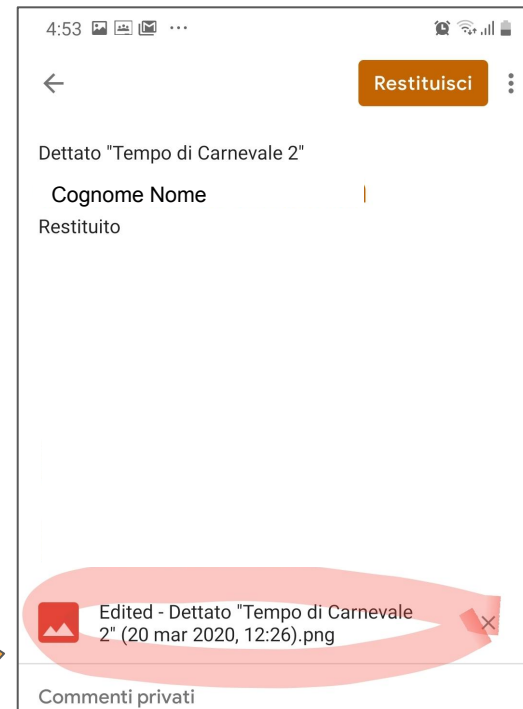 4:53
Restituisci
Dettato "Tempo di Carnevale 2"
Cognome Nome
Restituito
Edited - Dettato "Tempo di Carnevale
2" (20 mar 2020, 12:26).png
Commenti privati